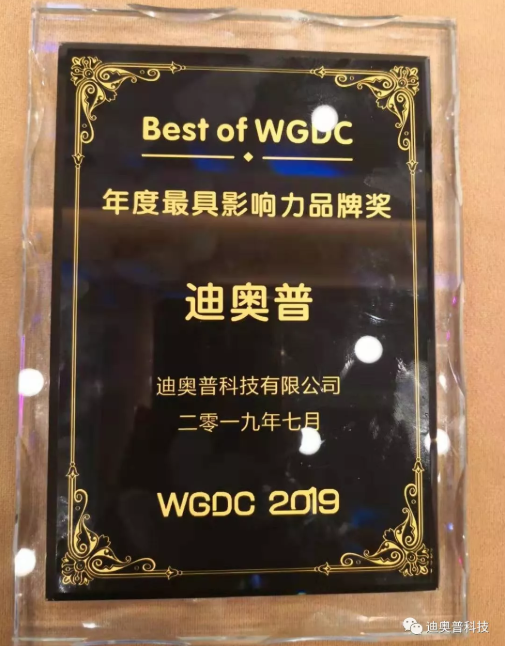 Best of WGDC
年度最具影响力品牌奖
迪奥普
迪奥普科技有限公司
二零一九年七月
WGDC 2019
迪奥普科技